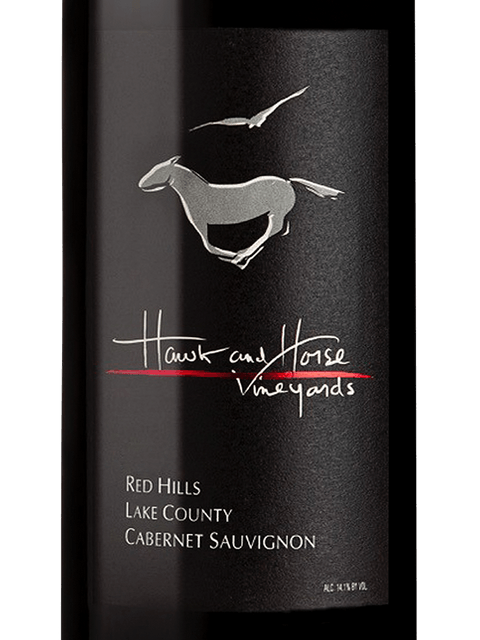 Hawk and Horse
Vineyards
RED HILLS
LAKE COUNTY
CABERNET SAUVIGNON
ALC. 14.1% BY VOL.